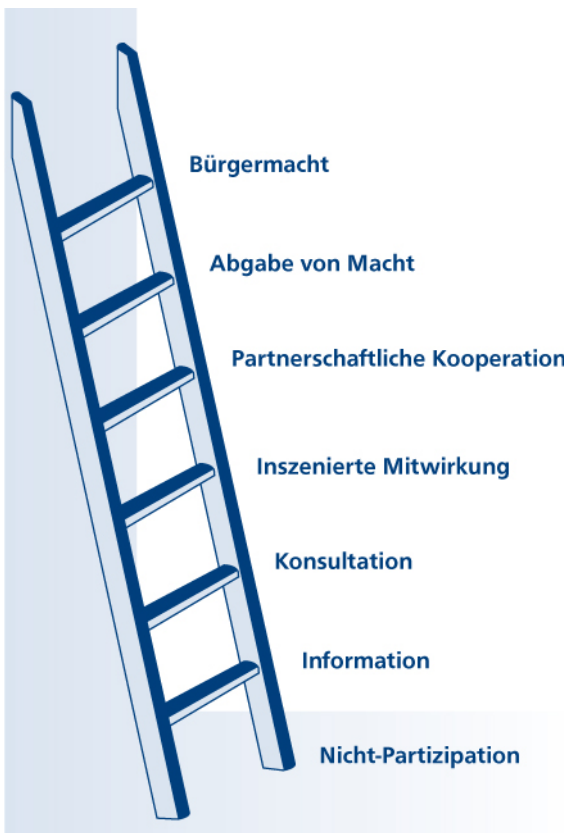 Bürgermacht
Abgabe von Macht
Partnerschaftliche Kooperation
Inszenierte Mitwirkung
Konsultation
Information
Nicht-Partizipation